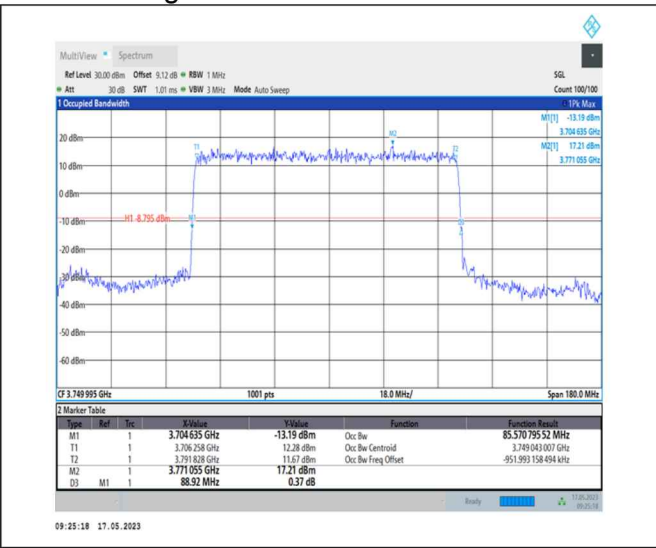 MultiView Spectrum
Ref Level 30.00 dBm Offset 9.12 dB RBW 1 MHz SGL
Att 30 dB SWT 1.01 ms VBW 3 MHz Mode Auto Sweep Count 100/100
1 Occupied Bandwidth 1Pk Max
M1[1] -13.19 dBm
3.704 635 GHz
20 dBm
M2
T1
T2
M2[1] 17.21 dBm
3.771 055 GHz
10 dBm
0 dBm
H1 -8.795 dBm
M1
-10 dBm
-20 dBm
-30 dBm
-40 dBm
-50 dBm
-60 dBm
CF 3.749 995 GHz 1001 pts 18.0 MHz/ Span 180.0 MHz
2 Marker Table
Type Ref Trc X-Value Y-Value Function Function Result
M1 1 3.704 635 GHz -13.19 dBm Occ Bw 85.570 795 52 MHz
T1 1 3.706 258 GHz 12.28 dBm Occ Bw Centroid 3.749 043 007 GHz
T2 1 3.791 828 GHz 11.67 dBm Occ Bw Freq Offset -951.993 158 494 kHz
M2 1 3.771 055 GHz 17.21 dBm
D3 M1 1 88.92 MHz 0.37 dB
Ready 17.05.2023
09:25:18
09:25:18 17.05.2023